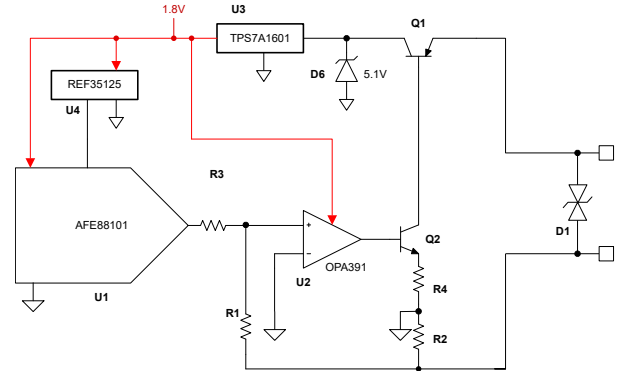 1.8V
U3
Q1
TPS7A1601
D6
5.1V
REF35125
U4
R3
AFE88101
+
D1
Q2
-
OPA391
U2
R4
U1
R1
R2